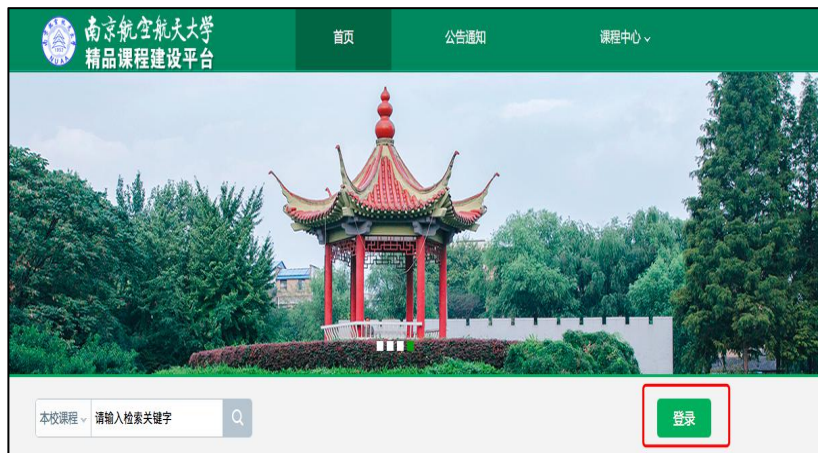 南京航空航天大学
精品课程建设平台
首页
公告通知
课程中心
本校课程
请输入检索关键字
登录